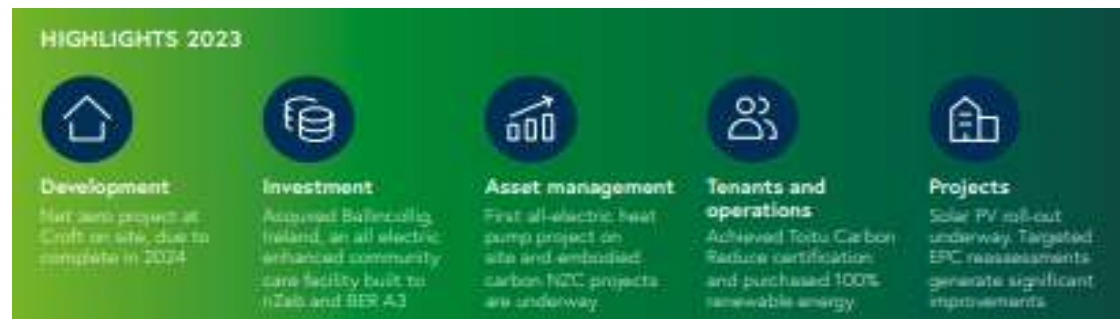 HIGHLIGHTS 2023
Development
Net zero project at
Croft on site, due to
complete in 2024
Investment
Acquired Ballincollig,
Ireland, an all electric
enhanced community
care facility built to
nZeb and BER A3
Asset management
First all-electric heat
pump project on
site and embodied
carbon NZC projects
are underway
Tenants and
operations
Achieved Toitu Carbon
Reduce certification
and purchased 100%
renewable energy
Projects
Solar PV roll-out
underway. Targeted
EPC reassessments
generate significant
improvements